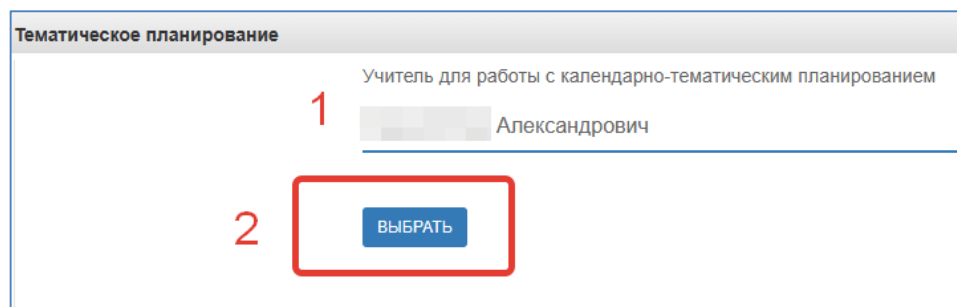 Тематическое планирование
Учитель для работы с календарно-тематическим планированием
1
Александрович
2
ВЫБРАТЬ